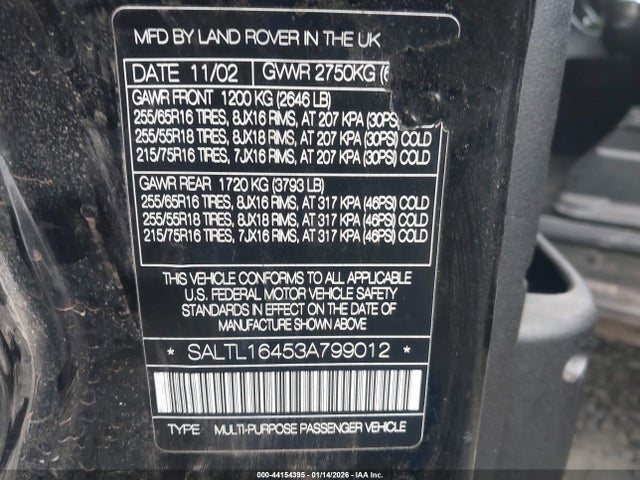 MFD BY LAND ROVER IN THE UK
DATE 11/02 GWWR 2750KG (6
GAWR FRONT 1200 KG (2646 LB)
255/65R16 TIRES, 8JX16 RIMS, AT 207 KPA (30PSI
255/55R18 TIRES, 8JX18 RIMS, AT 207 KPA (30PSI) COLD
215/75R16 TIRES, 7JX16 RIMS, AT 207 KPA (30PSI) COLD
GAWR REAR 1720 KG (3793 LB)
255/65R16 TIRES, 8JX16 RIMS, AT 317 KPA (46PSI) COLD
255/55R18 TIRES, 8JX18 RIMS, AT 317 KPA (46PSI) COLD
215/75R16 TIRES, 7JX16 RIMS, AT 317 KPA (46PSI) COLD
THIS VEHICLE CONFORMS TO ALL APPLICABLE
U.S. FEDERAL MOTOR VEHICLE SAFETY
STANDARDS IN EFFECT ON THE DATE OF
MANUFACTURE SHOWN ABOVE
* SALTL16453A799012 *
TYPE MULTI-PURPOSE PASSENGER VEHICLE
000-44154395 - 01/14/2026 - IAA Inc.